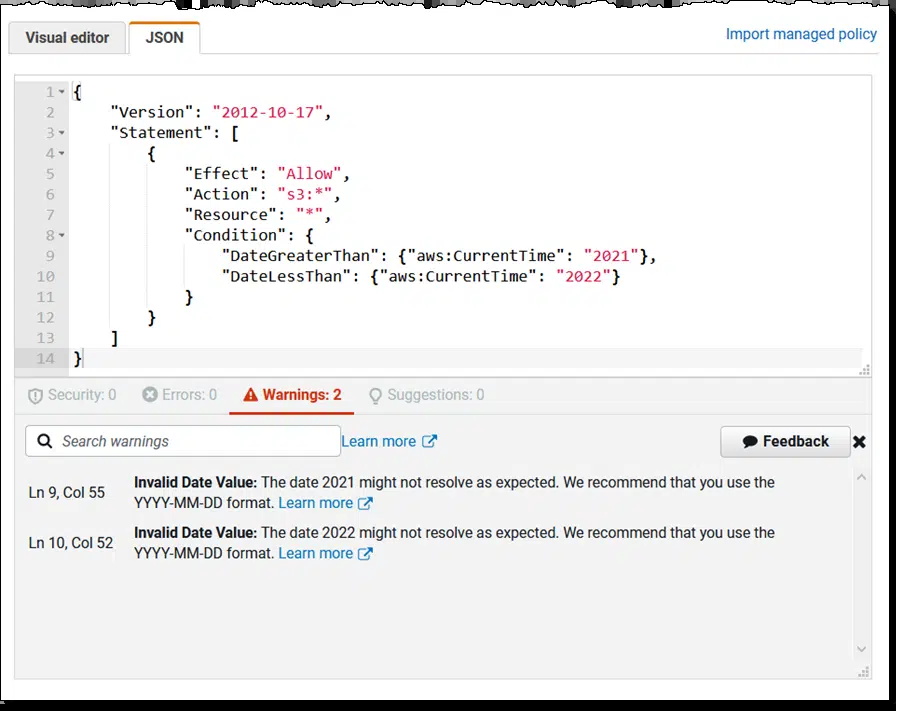 Visual editor JSON Import managed policy
1 {
2     "Version": "2012-10-17",
3     "Statement": [
4         {
5             "Effect": "Allow",
6             "Action": "s3:*",
7             "Resource": "*",
8             "Condition": {
9                 "DateGreaterThan": {"aws:CurrentTime": "2021"},
10                 "DateLessThan": {"aws:CurrentTime": "2022"}
11             }
12         }
13     ]
14 }
Security: 0 Errors: 0 Warnings: 2 Suggestions: 0
Search warnings Learn more Feedback
Ln 9, Col 55 Invalid Date Value: The date 2021 might not resolve as expected. We recommend that you use the
YYYY-MM-DD format. Learn more
Ln 10, Col 52 Invalid Date Value: The date 2022 might not resolve as expected. We recommend that you use the
YYYY-MM-DD format. Learn more